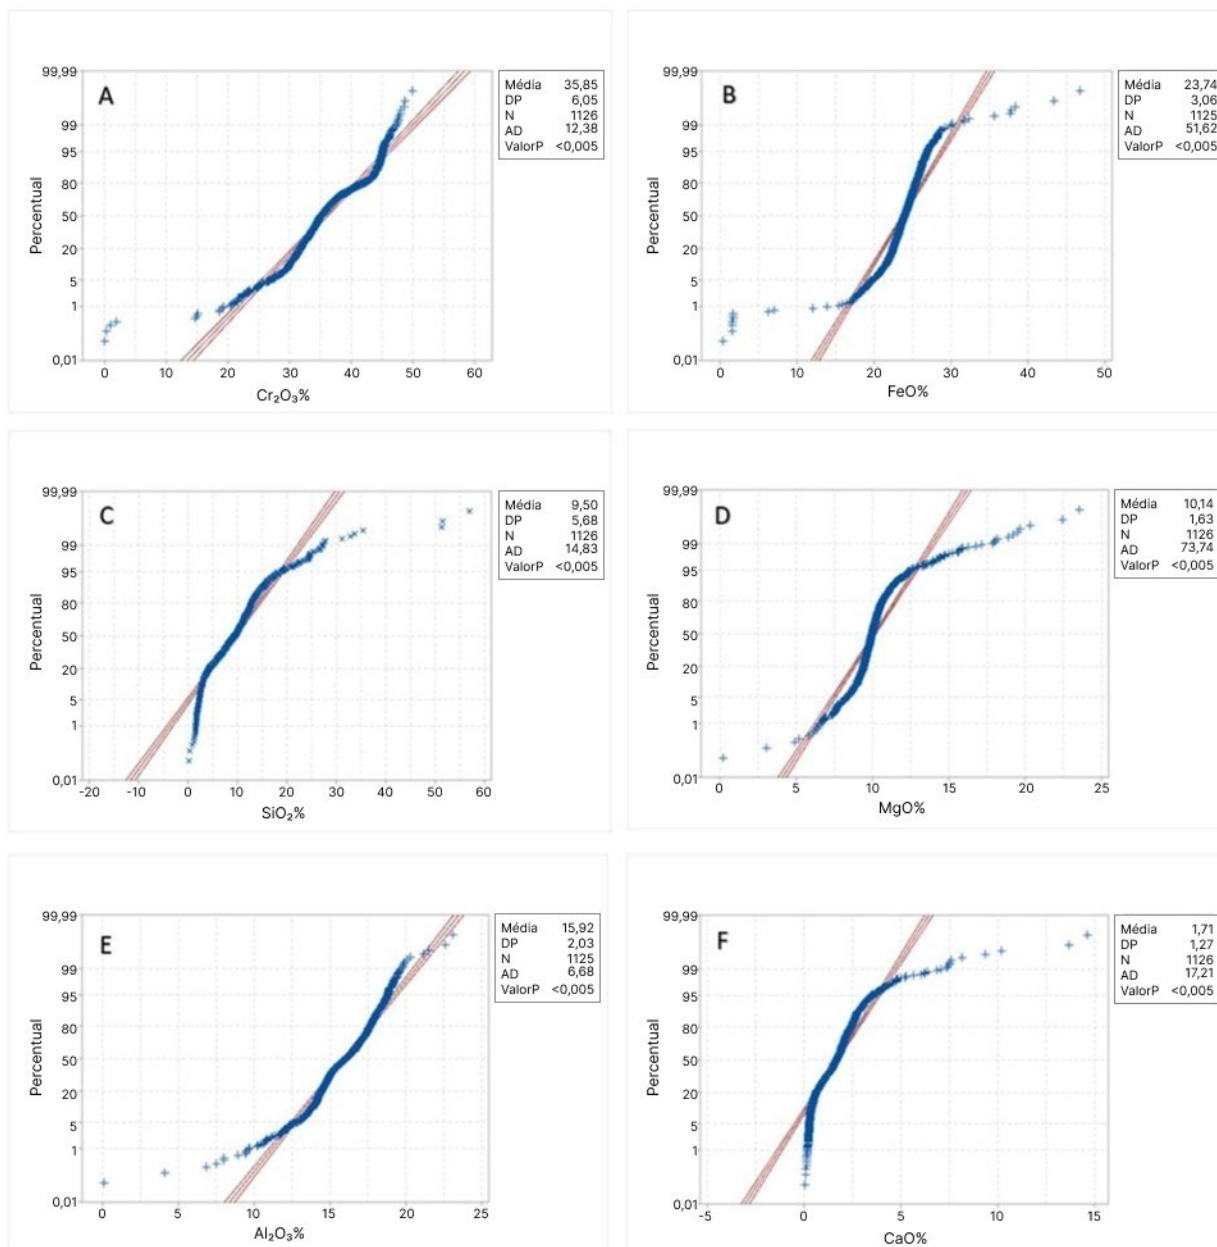 A
99,99
99
95
80
50
20
5
1
0,01
Percentual
0 10 20 30 40 50 60
Cr₂O₃%
Média 35,85
DP 6,05
N 1126
AD 12,38
ValorP <0,005
B
99,99
99
95
80
50
20
5
1
0,01
Percentual
0 10 20 30 40 50
FeO%
Média 23,74
DP 3,06
N 1125
AD 51,62
ValorP <0,005
C
99,99
99
95
80
50
20
5
1
0,01
Percentual
-20 -10 0 10 20 30 40 50 60
SiO₂%
Média 9,50
DP 5,68
N 1126
AD 14,83
ValorP <0,005
D
99,99
99
95
80
50
20
5
1
0,01
Percentual
0 5 10 15 20 25
MgO%
Média 10,14
DP 1,63
N 1126
AD 73,74
ValorP <0,005
E
99,99
99
95
80
50
20
5
1
0,01
Percentual
0 5 10 15 20 25
Al₂O₃%
Média 15,92
DP 2,03
N 1125
AD 6,68
ValorP <0,005
F
99,99
99
95
80
50
20
5
1
0,01
Percentual
-5 0 5 10 15
CaO%
Média 1,71
DP 1,27
N 1126
AD 17,21
ValorP <0,005